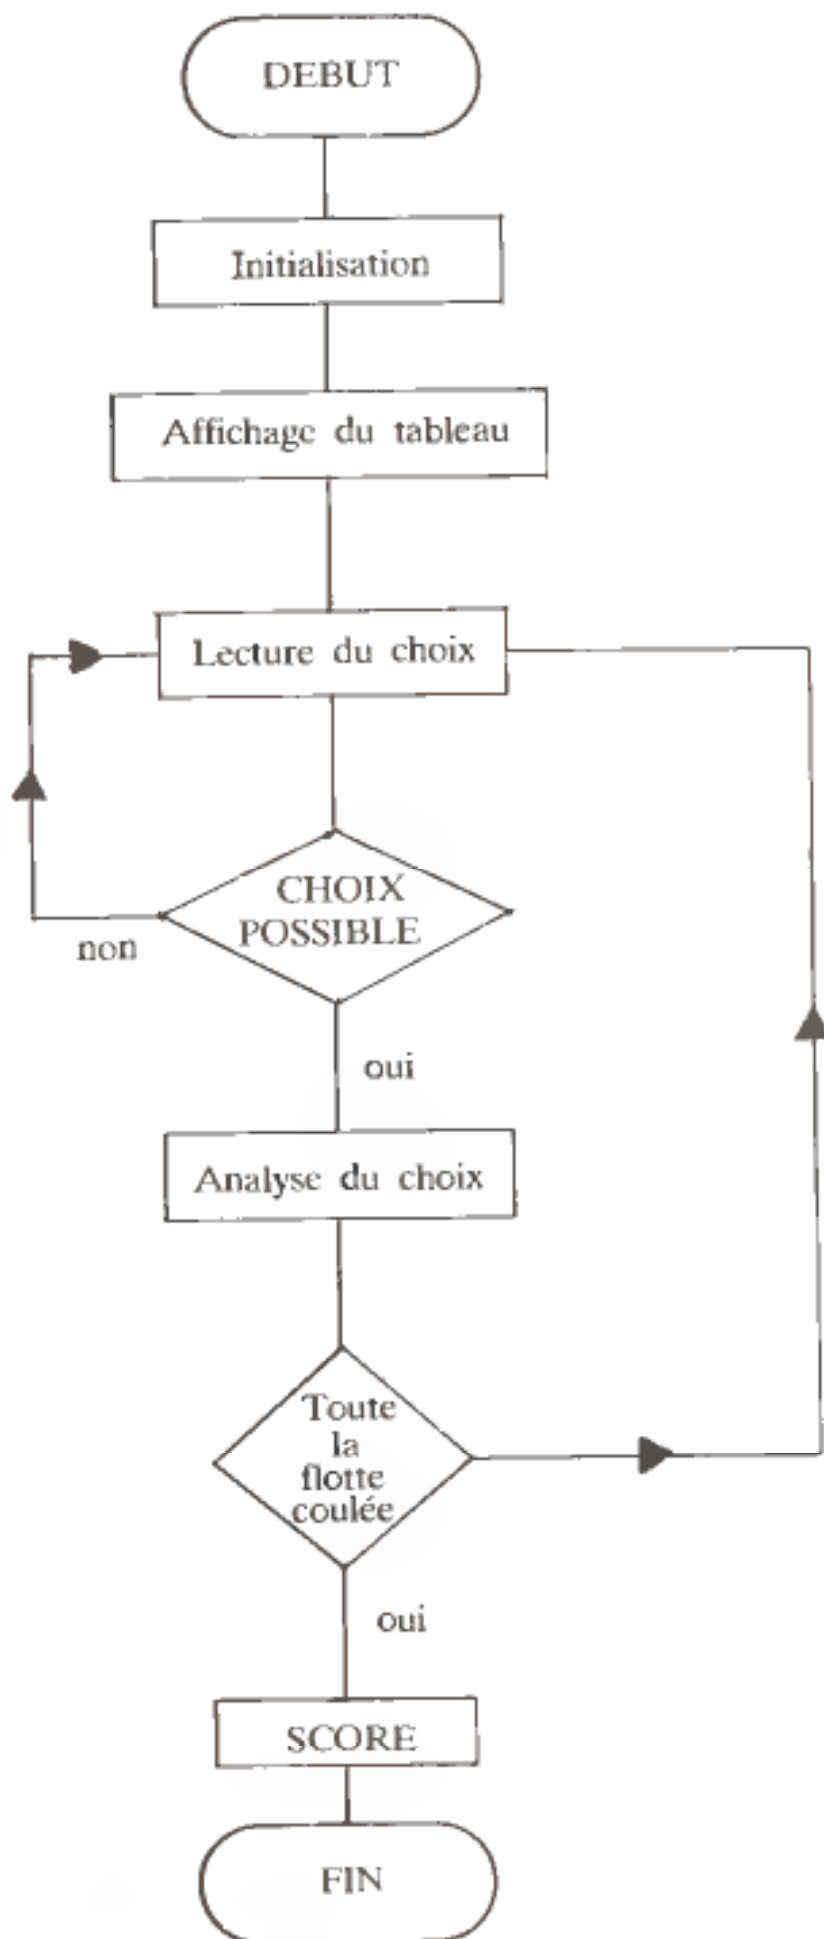 DEBUT
Initialisation
Affichage du tableau
Lecture du choix
CHOIX
POSSIBLE
non
oui
Analyse du choix
Toute
la
flotte
coulée
oui
SCORE
FIN